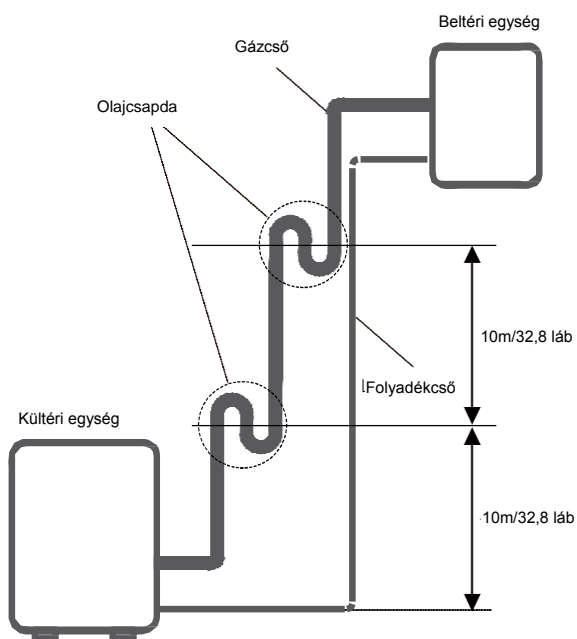 Beltéri egység
Gázcső
Olajcsapda
10m/32,8 láb
Folyadékcső
Kültéri egység
10m/32,8 láb